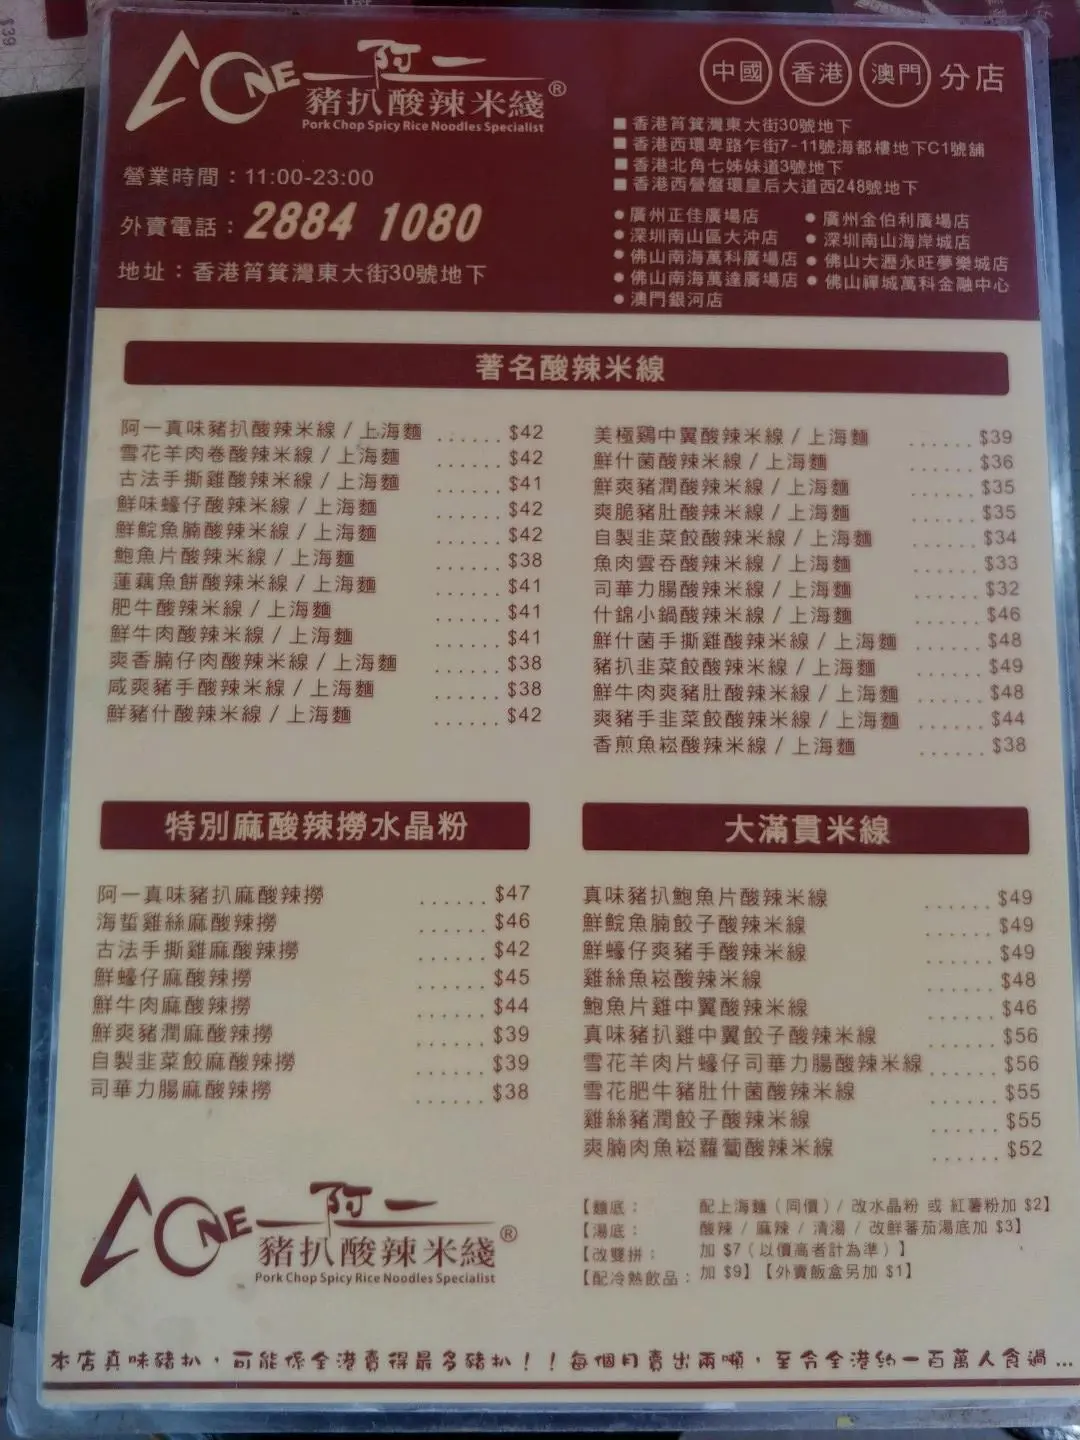 A ONE 阿一
豬扒酸辣米綫®
Pork Chop Spicy Rice Noodles Specialist
營業時間：11:00-23:00
外賣電話：2884 1080
地址：香港筲箕灣東大街30號地下
中國 香港 澳門 分店
■ 香港筲箕灣東大街30號地下
■ 香港西環卑路乍街7-11號海都樓地下C1號舖
■ 香港北角七姊妹道3號地下
■ 香港西營盤環皇后大道西248號地下
● 廣州正佳廣場店
● 深圳南山區大沖店
● 佛山南海萬科廣場店
● 佛山南海萬達廣場店
● 澳門銀河店
● 廣州金伯利廣場店
● 深圳南山海岸城店
● 佛山大瀝永旺夢樂城店
● 佛山禪城萬科金融中心
著名酸辣米線
阿一真味豬扒酸辣米線 / 上海麵 ...... $42
雪花羊肉卷酸辣米線 / 上海麵 ...... $42
古法手撕雞酸辣米線 / 上海麵 ...... $41
鮮味蠔仔酸辣米線 / 上海麵 ...... $42
鮮鯇魚腩酸辣米線 / 上海麵 ...... $42
鮑魚片酸辣米線 / 上海麵 ...... $38
蓮藕魚餅酸辣米線 / 上海麵 ...... $41
肥牛酸辣米線 / 上海麵 ...... $41
鮮牛肉酸辣米線 / 上海麵 ...... $41
爽香腩仔肉酸辣米線 / 上海麵 ...... $38
咸爽豬手酸辣米線 / 上海麵 ...... $38
鮮豬什酸辣米線 / 上海麵 ...... $42
美極鷄中翼酸辣米線 / 上海麵 ...... $39
鮮什菌酸辣米線 / 上海麵 ...... $36
鮮爽豬潤酸辣米線 / 上海麵 ...... $35
爽脆豬肚酸辣米線 / 上海麵 ...... $35
自製韭菜餃酸辣米線 / 上海麵 ...... $34
魚肉雲吞酸辣米線 / 上海麵 ...... $33
司華力腸酸辣米線 / 上海麵 ...... $32
什錦小鍋酸辣米線 / 上海麵 ...... $46
鮮什菌手撕雞酸辣米線 / 上海麵 ...... $48
豬扒韭菜餃酸辣米線 / 上海麵 ...... $49
鮮牛肉爽豬肚酸辣米線 / 上海麵 ...... $48
爽豬手韭菜餃酸辣米線 / 上海麵 ...... $44
香煎魚崧酸辣米線 / 上海麵 ...... $38
特別麻酸辣撈水晶粉
阿一真味豬扒麻酸辣撈 ...... $47
海蜇雞絲麻酸辣撈 ...... $46
古法手撕雞麻酸辣撈 ...... $42
鮮蠔仔麻酸辣撈 ...... $45
鮮牛肉麻酸辣撈 ...... $44
鮮爽豬潤麻酸辣撈 ...... $39
自製韭菜餃麻酸辣撈 ...... $39
司華力腸麻酸辣撈 ...... $38
大滿貫米線
真味豬扒鮑魚片酸辣米線 ...... $49
鮮鯇魚腩餃子酸辣米線 ...... $49
鮮蠔仔爽豬手酸辣米線 ...... $49
雞絲魚崧酸辣米線 ...... $48
鮑魚片雞中翼酸辣米線 ...... $46
真味豬扒雞中翼餃子酸辣米線 ...... $56
雪花羊肉片蠔仔司華力腸酸辣米線 ...... $56
雪花肥牛豬肚什菌酸辣米線 ...... $55
雞絲豬潤餃子酸辣米線 ...... $55
爽腩肉魚崧蘿蔔酸辣米線 ...... $52
【麵底： 配上海麵（同價）/ 改水晶粉 或 紅薯粉加 $2】
【湯底： 酸辣 / 麻辣 / 清湯 / 改鮮蕃茄湯底加 $3】
【改雙拼： 加 $7（以價高者計為準）】
【配冷熱飲品： 加 $9】【外賣飯盒另加 $1】
A ONE 阿一
豬扒酸辣米綫®
Pork Chop Spicy Rice Noodles Specialist
本店真味豬扒，可能係全港賣得最多豬扒！！每個月賣出兩噸，至今全港約一百萬人食過...